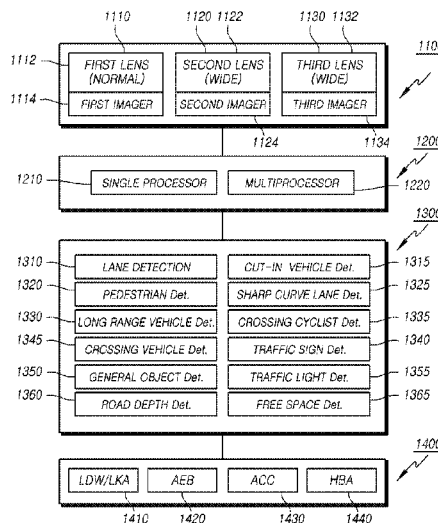 1110 1120 1122 1130 1132
1112 FIRST LENS (NORMAL) SECOND LENS (WIDE) THIRD LENS (WIDE) 1100
1114 FIRST IMAGER SECOND IMAGER THIRD IMAGER
1124 1134
1200
1210 SINGLE PROCESSOR MULTIPROCESSOR 1220
1300
1310 LANE DETECTION CUT-IN VEHICLE Det. 1315
1320 PEDESTRIAN Det. SHARP CURVE LANE Det. 1325
1330 LONG RANGE VEHICLE Det. CROSSING CYCLIST Det. 1335
1345 CROSSING VEHICLE Det. TRAFFIC SIGN Det. 1340
1350 GENERAL OBJECT Det. TRAFFIC LIGHT Det. 1355
1360 ROAD DEPTH Det. FREE SPACE Det. 1365
1400
LDW/LKA AEB ACC HBA
1410 1420 1430 1440